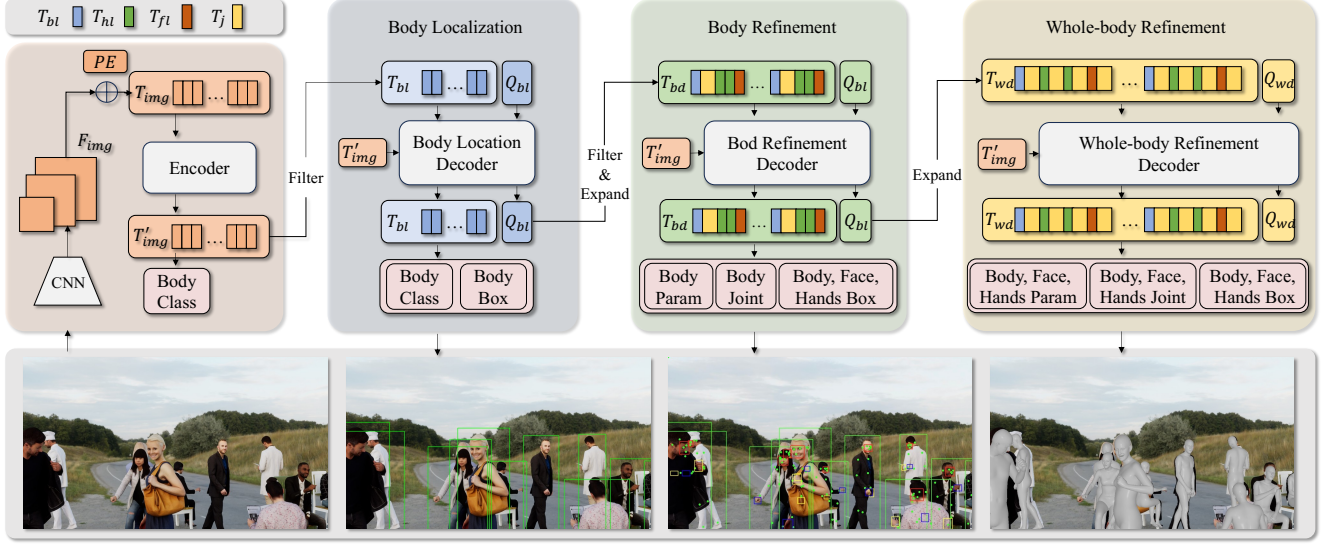 T_bl T_hl T_fl T_j
PE
T_img ... 
F_img
Encoder
T'_img ...
CNN
Body
Class
Filter
Body Localization
T_bl ... Q_bl
T'_img
Body Location
Decoder
T_bl ... Q_bl
Body
Class
Body
Box
Filter
&
Expand
Body Refinement
T_bd ... Q_bl
T'_img
Bod Refinement
Decoder
T_bd ... Q_bl
Body
Param
Body
Joint
Body, Face,
Hands Box
Expand
Whole-body Refinement
T_wd ... Q_wd
T'_img
Whole-body Refinement
Decoder
T_wd ... Q_wd
Body, Face,
Hands Param
Body, Face,
Hands Joint
Body, Face,
Hands Box